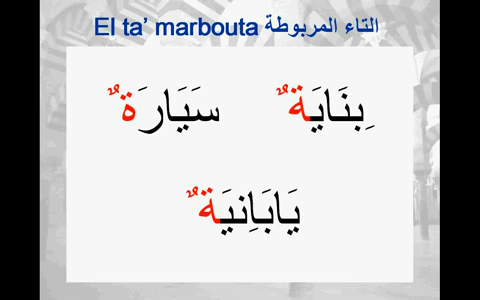 El ta’ marbouta التاء المربوطة
بِنَايَةٌ سَيَارَةٌ
يَابَانِيَةٌ